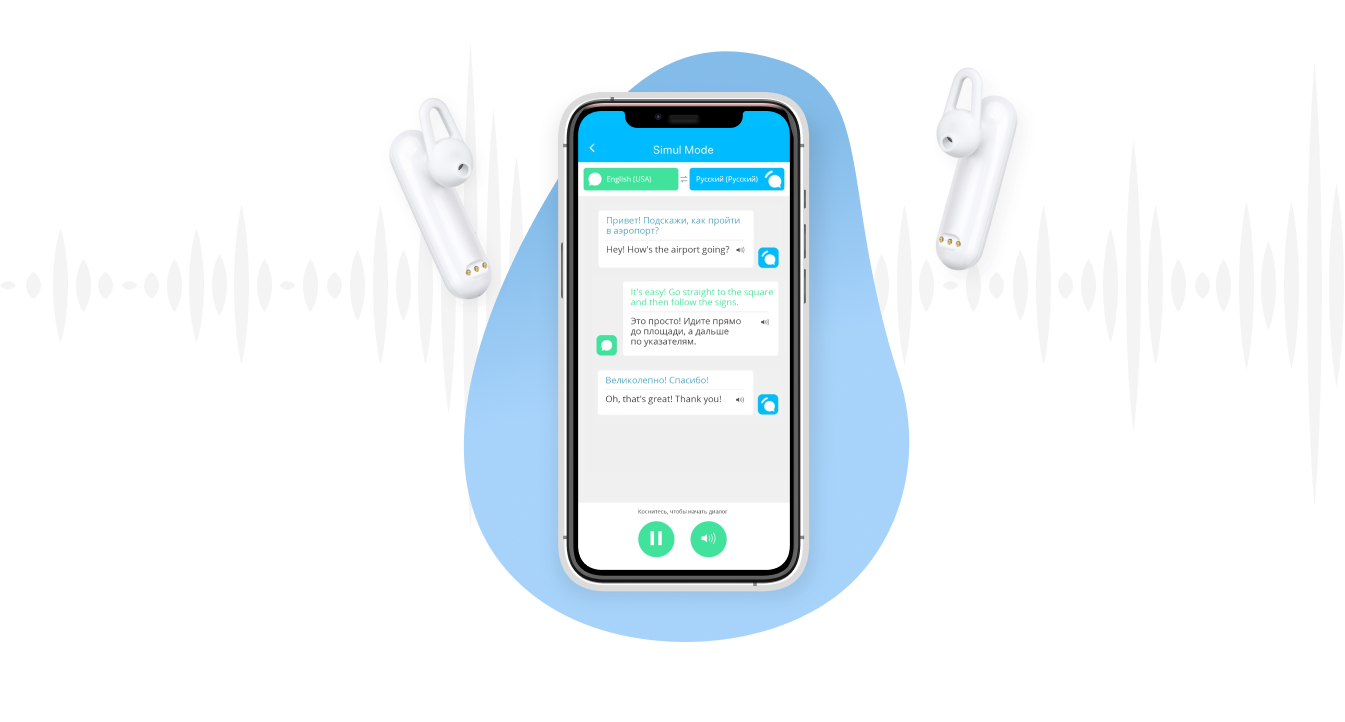 Simul Mode
English (USA)
Русский (Русский)
Привет! Подскажи, как пройти
в аэропорт?
Hey! How's the airport going?
It's easy! Go straight to the square
and then follow the signs.
Это просто! Идите прямо
до площади, а дальше
по указателям.
Великолепно! Спасибо!
Oh, that's great! Thank you!
Коснитесь, чтобы начать диалог